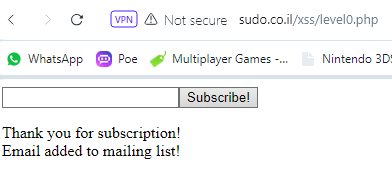 VPN Not secure sudo.co.il/xss/level0.php
WhatsApp Poe Multiplayer Games -... Nintendo 3DS
Subscribe!
Thank you for subscription!
Email added to mailing list!